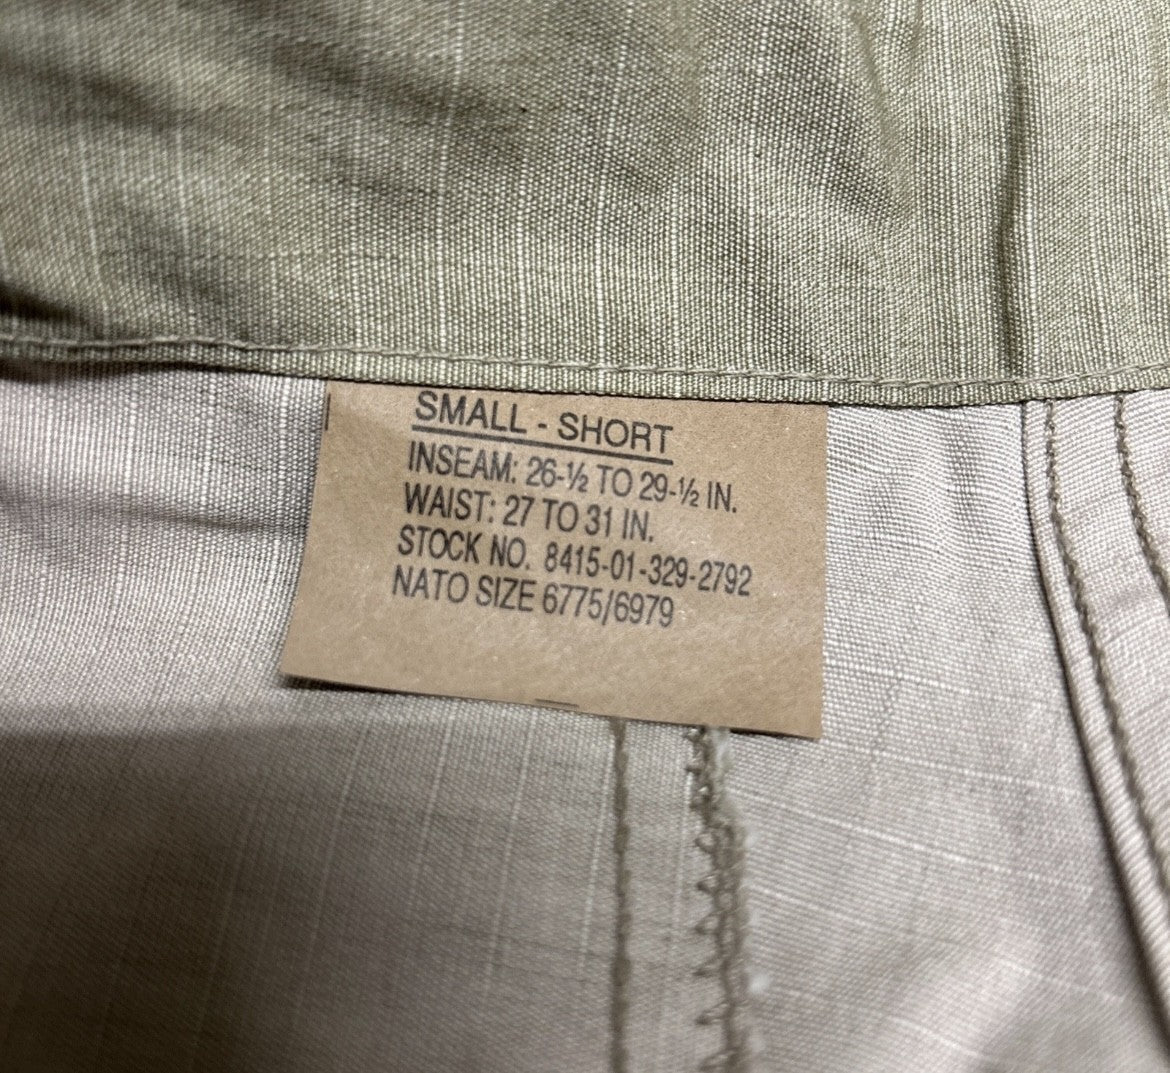 SMALL - SHORT
INSEAM: 26-½ TO 29-½ IN.
WAIST: 27 TO 31 IN.
STOCK NO. 8415-01-329-2792
NATO SIZE 6775/6979